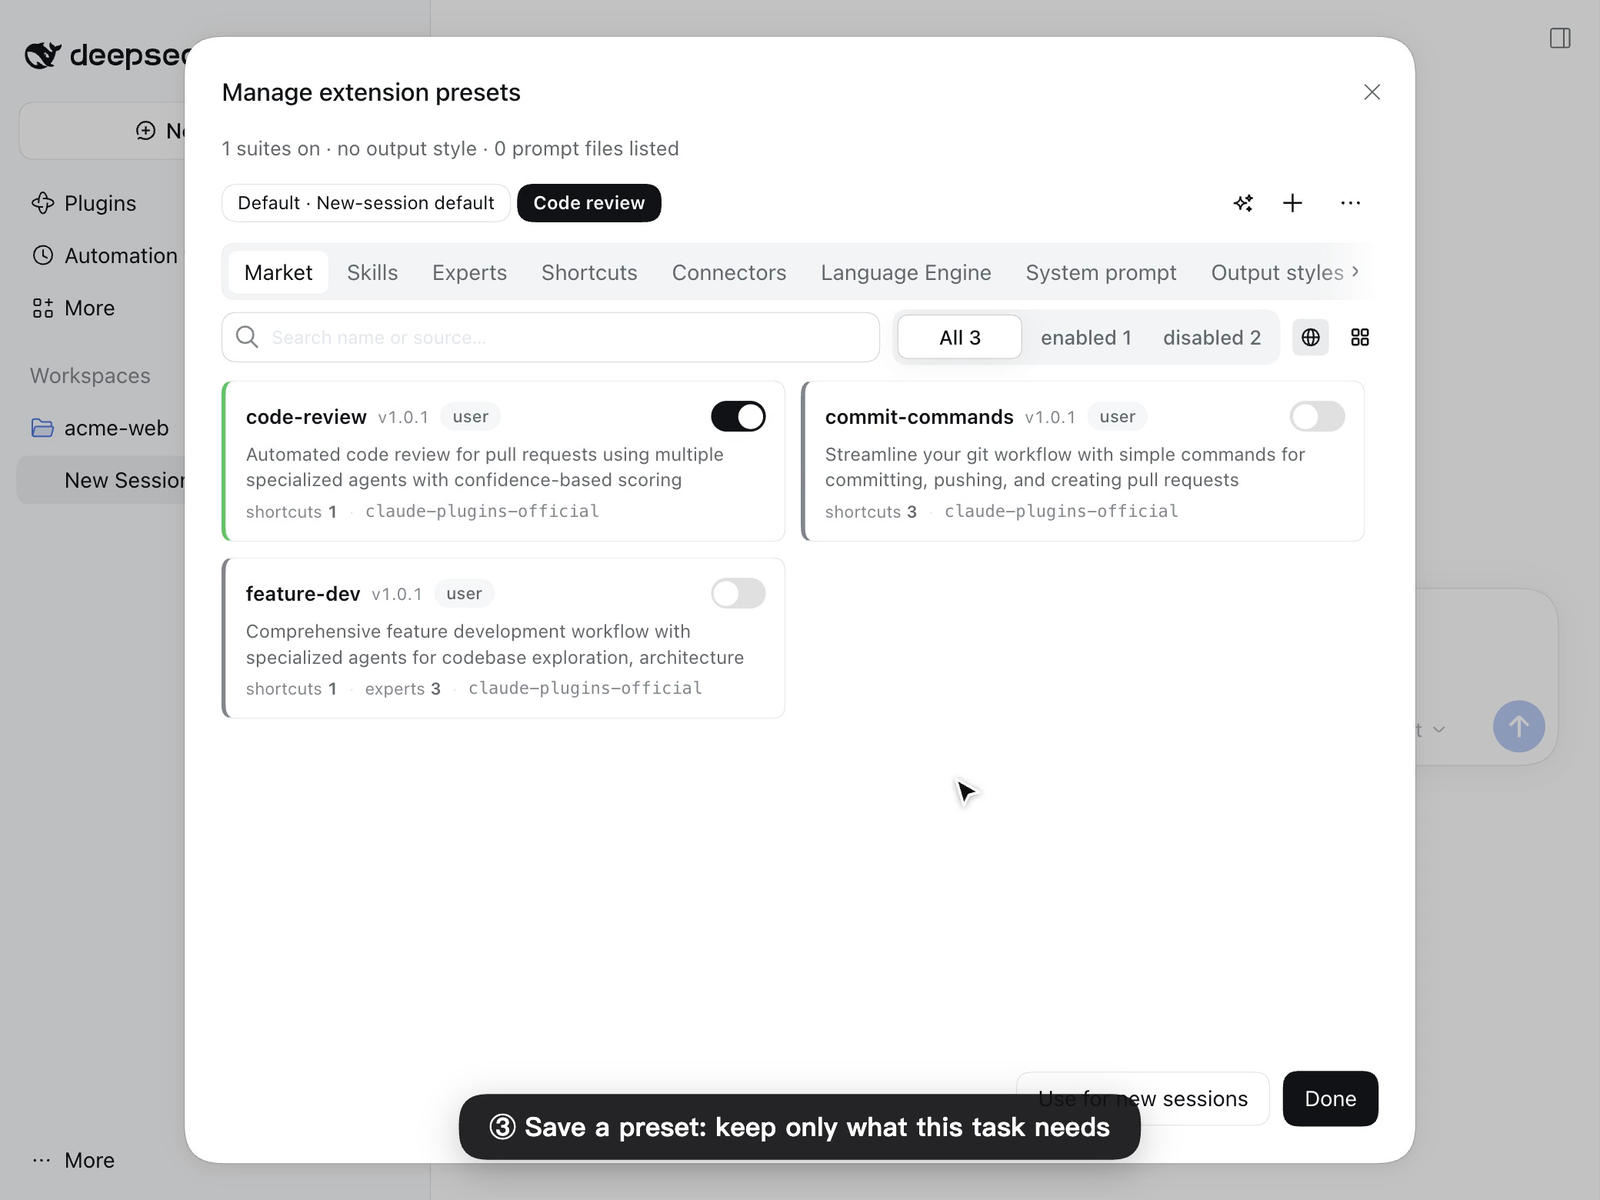 Manage extension presets
1 suites on · no output style · 0 prompt files listed
Default · New-session default
Code review
Market
Skills
Experts
Shortcuts
Connectors
Language Engine
System prompt
Output styles
Search name or source...
All 3
enabled 1
disabled 2
code-review v1.0.1 user
Automated code review for pull requests using multiple
specialized agents with confidence-based scoring
shortcuts 1 · claude-plugins-official
commit-commands v1.0.1 user
Streamline your git workflow with simple commands for
committing, pushing, and creating pull requests
shortcuts 3 · claude-plugins-official
feature-dev v1.0.1 user
Comprehensive feature development workflow with
specialized agents for codebase exploration, architecture
shortcuts 1 · experts 3 · claude-plugins-official
Use for new sessions
Done
③ Save a preset: keep only what this task needs
Plugins
Automation
More
Workspaces
acme-web
New
More